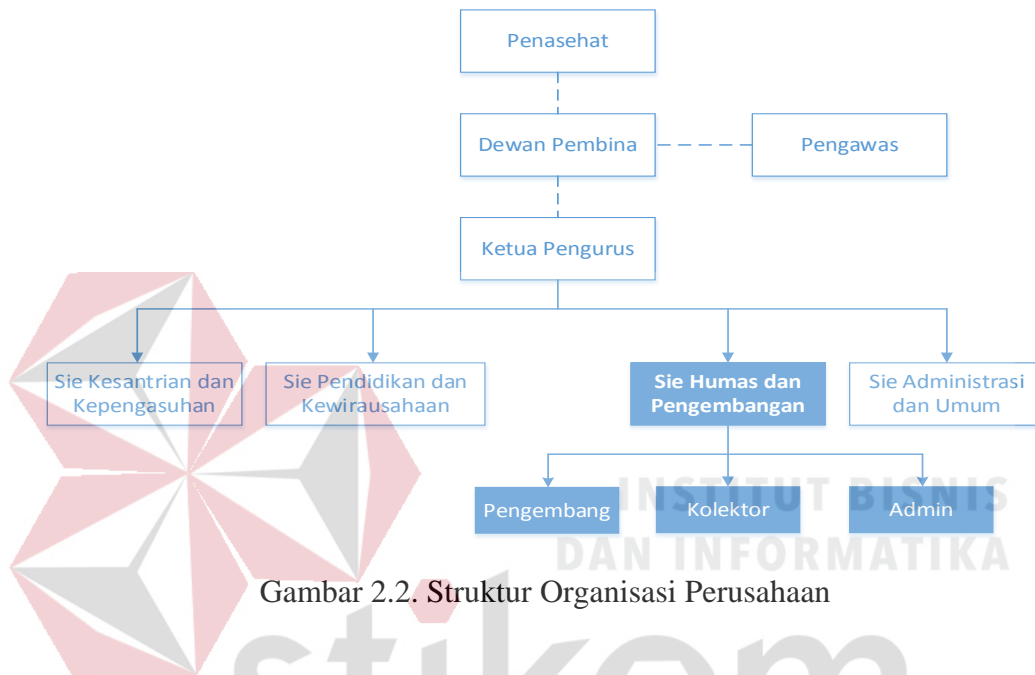 Penasehat
Dewan Pembina
Pengawas
Ketua Pengurus
Sie Kesantrian dan
Kepengasuhan
Sie Pendidikan dan
Kewirausahaan
Sie Humas dan
Pengembangan
Sie Administrasi
dan Umum
Pengembang
Kolektor
Admin
INSTITUT BISNIS
DAN INFORMATIKA
Gambar 2.2. Struktur Organisasi Perusahaan
stikom